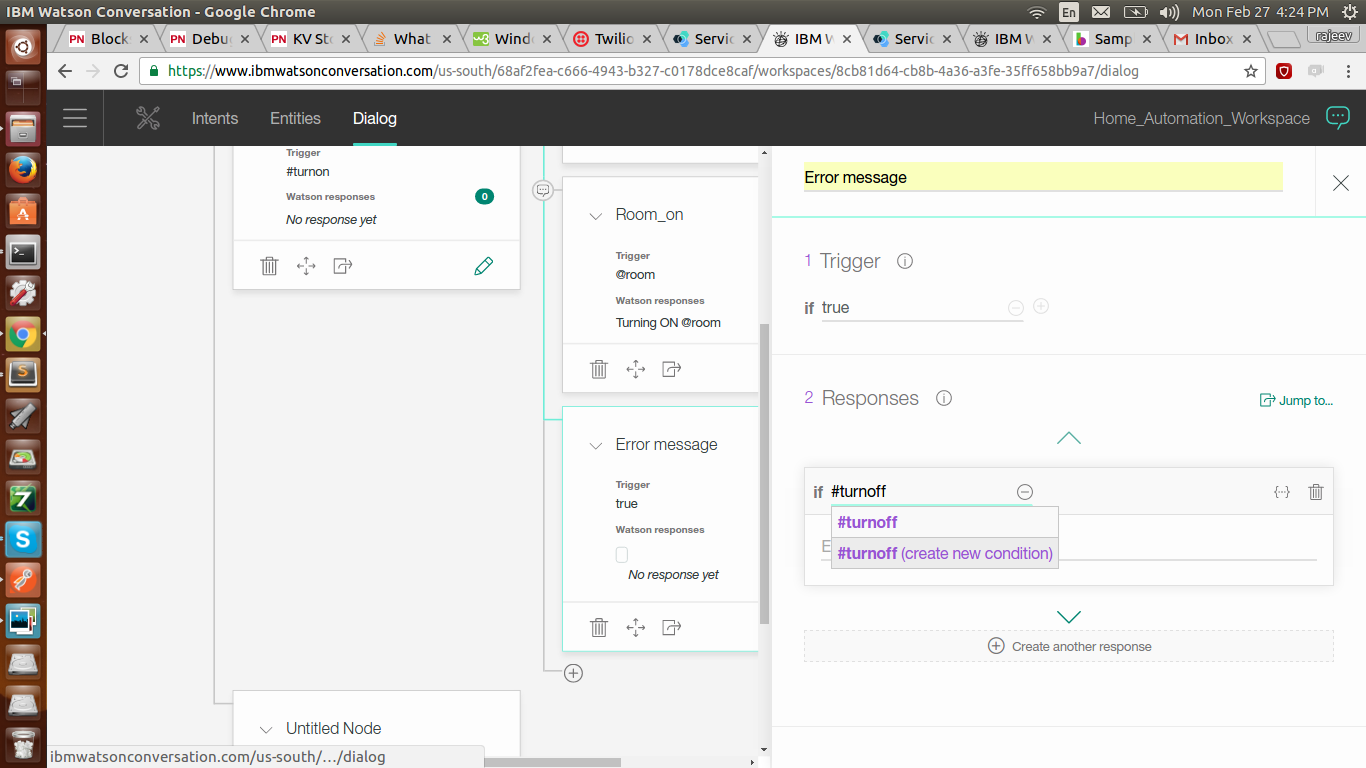 IBM Watson Conversation - Google Chrome
En
Mon Feb 27 4:24 PM
PN Block
PN Debu
PN KV Sto
What
Wind
Twilio
Servic
IBM W
Servic
IBM W
Samp
Inbox
rajeev
https://www.ibmwatsonconversation.com/us-south/68af2fea-c666-4943-b327-c0178dce8caf/workspaces/8cb81d64-cb8b-4a36-a3fe-35ff658bb9a7/dialog
Intents
Entities
Dialog
Home_Automation_Workspace
Trigger
#turnon
Watson responses
0
No response yet
Room_on
Trigger
@room
Watson responses
Turning ON @room
Error message
Trigger
true
Watson responses
No response yet
Untitled Node
Error message
1 Trigger
if true
2 Responses
Jump to...
if #turnoff
#turnoff
#turnoff (create new condition)
E
Create another response
ibmwatsonconversation.com/us-south/.../dialog